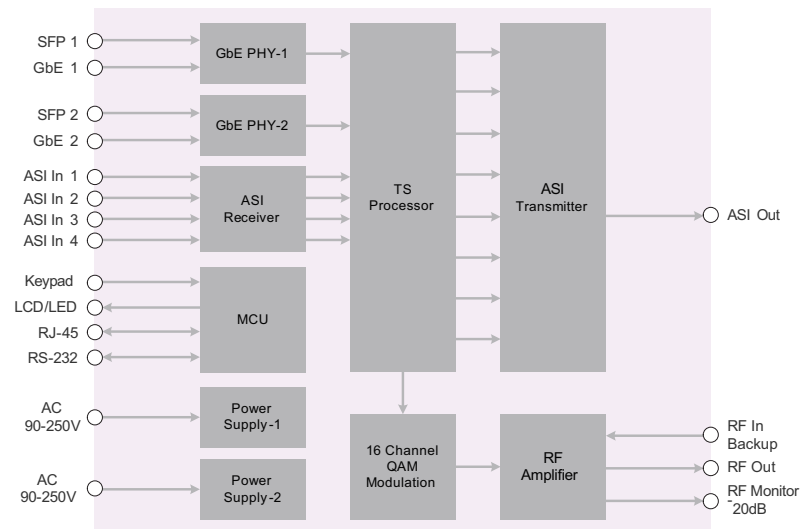 SFP 1
GbE 1
GbE PHY-1
SFP 2
GbE 2
GbE PHY-2
ASI In 1
ASI In 2
ASI In 3
ASI In 4
ASI
Receiver
TS
Processor
ASI
Transmitter
ASI Out
Keypad
LCD/LED
RJ-45
RS-232
MCU
AC
90-250V
Power
Supply-1
AC
90-250V
Power
Supply-2
16 Channel
QAM
Modulation
RF
Amplifier
RF In
Backup
RF Out
RF Monitor
-20dB